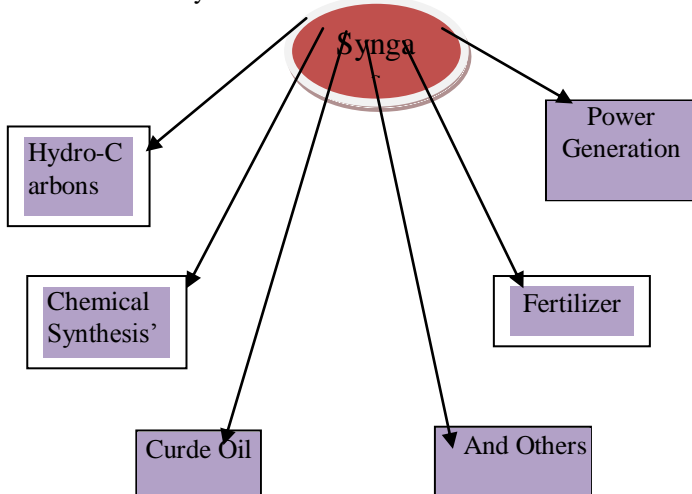 Synga
Power
Generation
Hydro-C
arbons
Chemical
Synthesis’
Fertilizer
Curde Oil
And Others